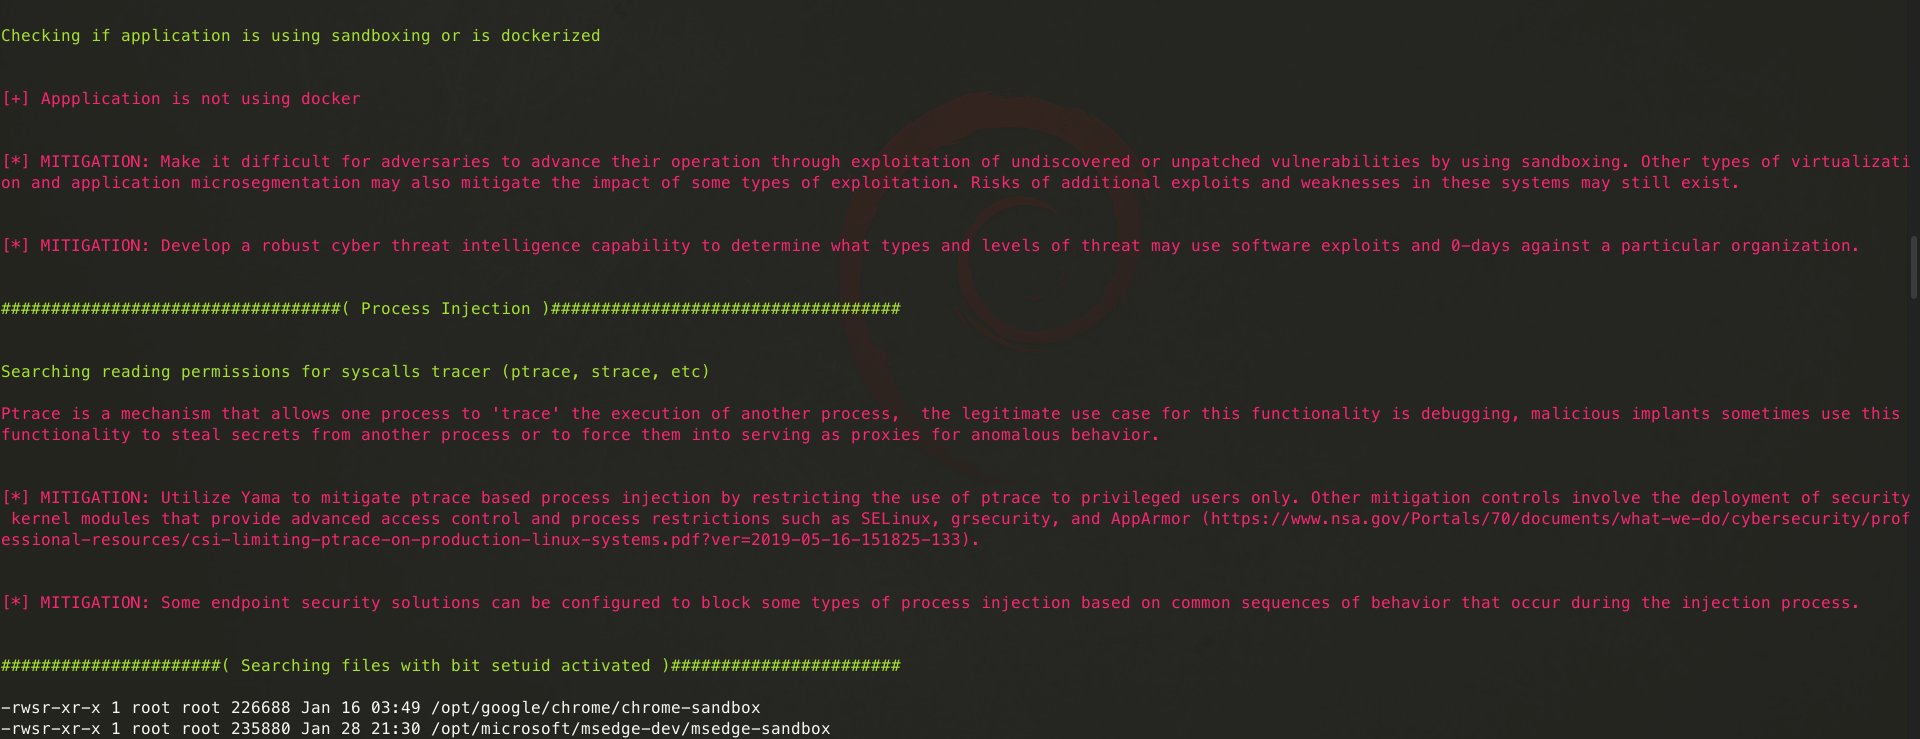 Checking if application is using sandboxing or is dockerized
[+] Appplication is not using docker
[*] MITIGATION: Make it difficult for adversaries to advance their operation through exploitation of undiscovered or unpatched vulnerabilities by using sandboxing. Other types of virtualizati
on and application microsegmentation may also mitigate the impact of some types of exploitation. Risks of additional exploits and weaknesses in these systems may still exist.
[*] MITIGATION: Develop a robust cyber threat intelligence capability to determine what types and levels of threat may use software exploits and 0-days against a particular organization.
##################################( Process Injection )###################################
Searching reading permissions for syscalls tracer (ptrace, strace, etc)
Ptrace is a mechanism that allows one process to 'trace' the execution of another process,  the legitimate use case for this functionality is debugging, malicious implants sometimes use this
functionality to steal secrets from another process or to force them into serving as proxies for anomalous behavior.
[*] MITIGATION: Utilize Yama to mitigate ptrace based process injection by restricting the use of ptrace to privileged users only. Other mitigation controls involve the deployment of security
 kernel modules that provide advanced access control and process restrictions such as SELinux, grsecurity, and AppArmor (https://www.nsa.gov/Portals/70/documents/what-we-do/cybersecurity/prof
essional-resources/csi-limiting-ptrace-on-production-linux-systems.pdf?ver=2019-05-16-151825-133).
[*] MITIGATION: Some endpoint security solutions can be configured to block some types of process injection based on common sequences of behavior that occur during the injection process.
######################( Searching files with bit setuid activated )#######################
-rwsr-xr-x 1 root root 226688 Jan 16 03:49 /opt/google/chrome/chrome-sandbox
-rwsr-xr-x 1 root root 235880 Jan 28 21:30 /opt/microsoft/msedge-dev/msedge-sandbox